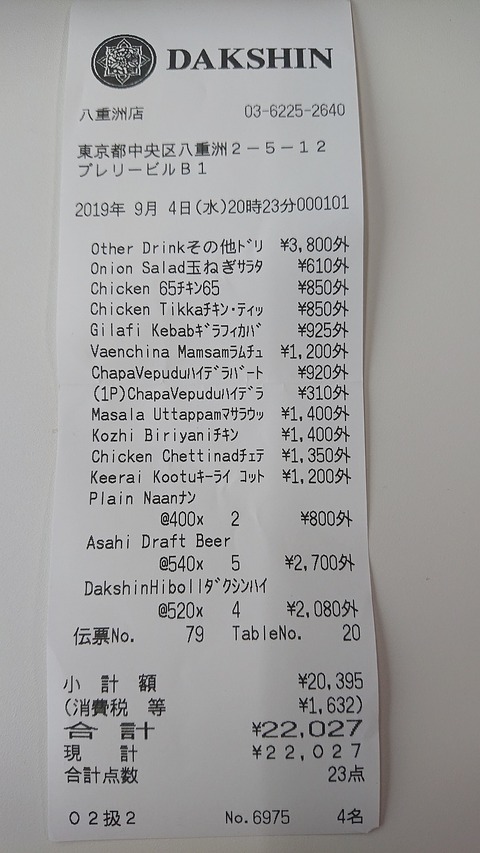 DAKSHIN
八重洲店 03-6225-2640
東京都中央区八重洲2-5-12
プレリービルB1
2019年 9月 4日(水)20時23分000101
Other Drinkその他ﾄﾞﾘ ¥3,800外
Onion Salad玉ねぎｻﾗﾀ ¥610外
Chicken 65ﾁｷﾝ65 ¥850外
Chicken Tikkaﾁｷﾝ･ﾃｨｯ ¥850外
Gilafi Kebabｷﾞﾗﾌｨｶﾊﾞ ¥925外
Vaenchina Mamsamﾗﾑﾁｭ ¥1,200外
ChapaVepuduﾊｲﾃﾞﾗﾊﾞｰﾄ ¥920外
(1P)ChapaVepuduﾊｲﾃﾞﾗ ¥310外
Masala Uttappamﾏｻﾗｳｯ ¥1,400外
Kozhi Biriyaniﾁｷﾝ ¥1,400外
Chicken Chettinadﾁｪﾃ ¥1,350外
Keerai Kootuｷｰﾗｲ ｺｯﾄ ¥1,200外
Plain Naanﾅﾝ
@400x 2 ¥800外
Asahi Draft Beer
@540x 5 ¥2,700外
DakshinHibollﾀﾞｸｼﾝﾊｲ
@520x 4 ¥2,080外
伝票No. 79 TableNo. 20
小計額 ¥20,395
(消費税 等 ¥1,632)
合計 ¥22,027
現計 ¥22,027
合計点数 23点
02扱2 No.6975 4名